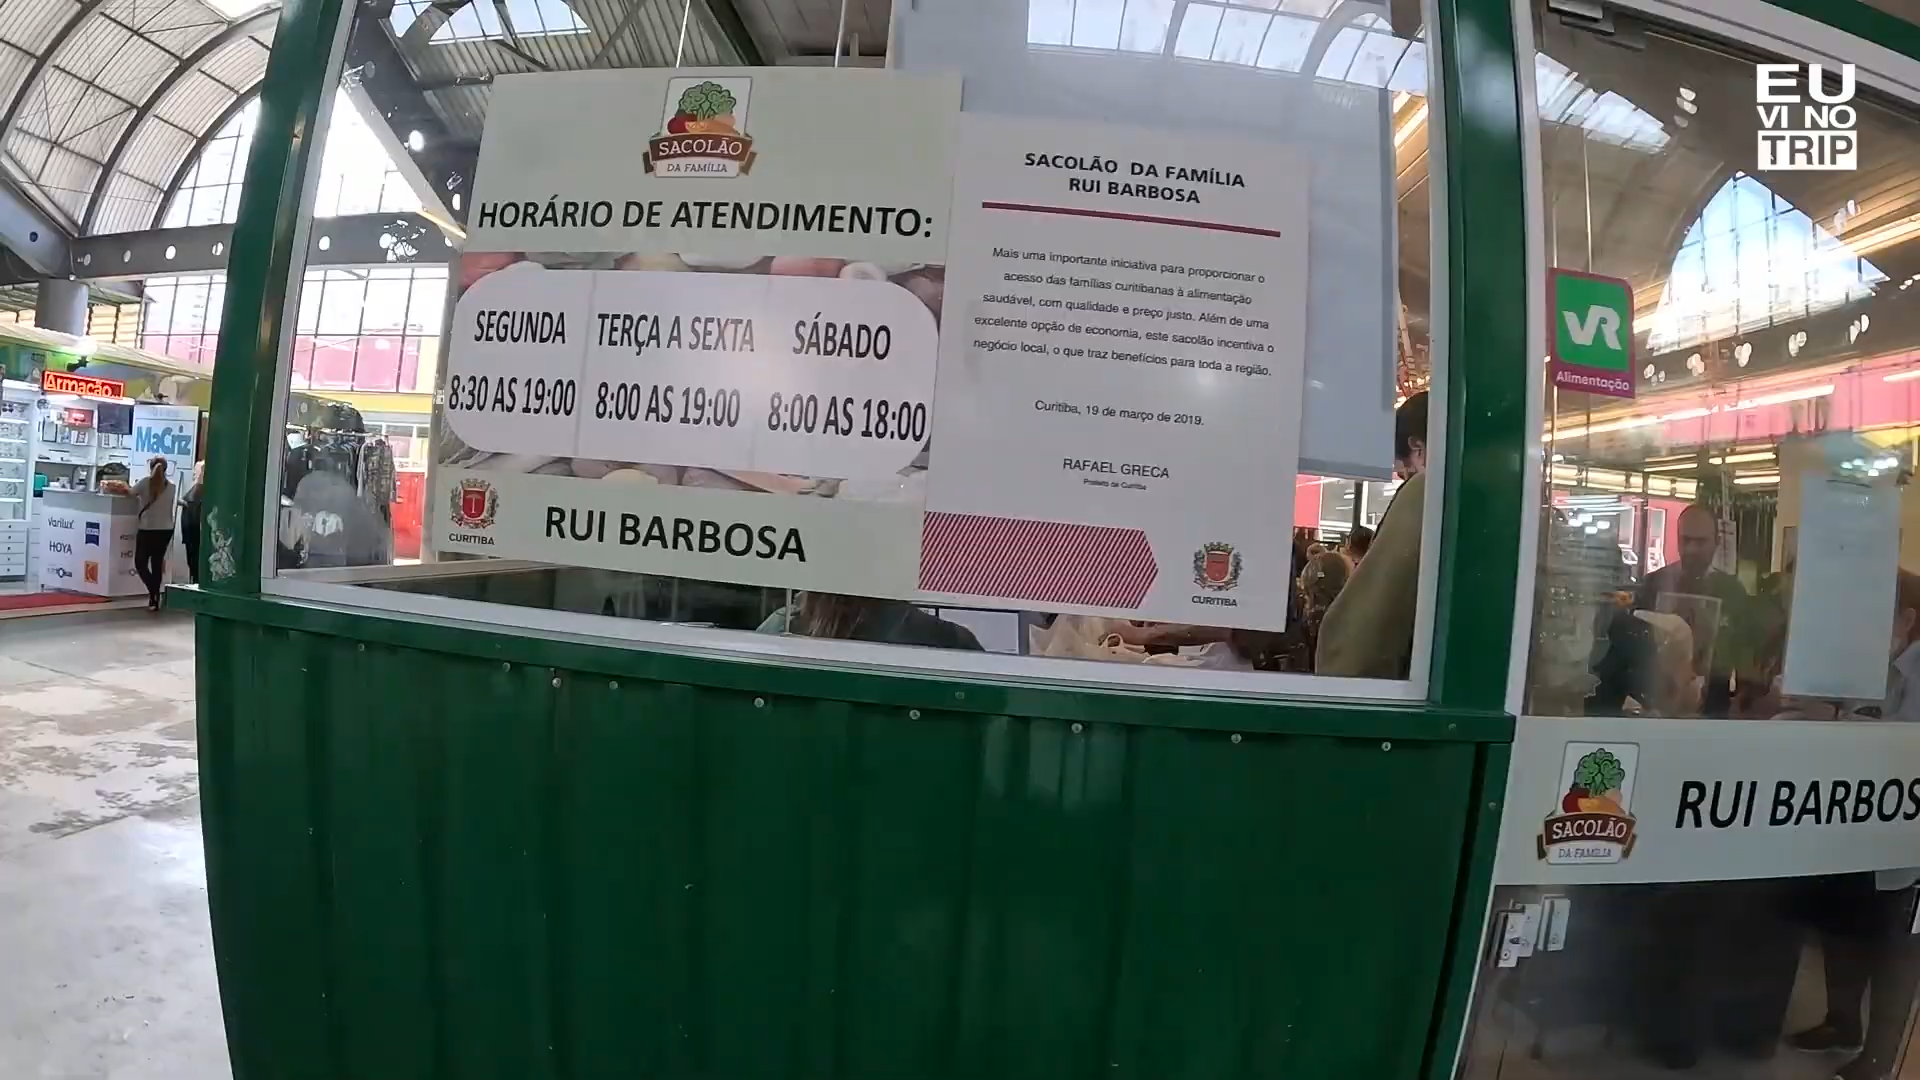 EU
VI NO
TRIP
SACOLÃO
DA FAMÍLIA
HORÁRIO DE ATENDIMENTO:
SEGUNDA
8:30 AS 19:00
TERÇA A SEXTA
8:00 AS 19:00
SÁBADO
8:00 AS 18:00
CURITIBA
RUI BARBOSA
SACOLÃO DA FAMÍLIA
RUI BARBOSA
Mais uma importante iniciativa para proporcionar o
acesso das famílias curitibanas à alimentação
saudável, com qualidade e preço justo. Além de uma
excelente opção de economia, este sacolão incentiva o
negócio local, o que traz benefícios para toda a região.
Curitiba, 19 de março de 2019.
RAFAEL GRECA
Prefeito de Curitiba
CURITIBA
VR
Alimentação
SACOLÃO
DA FAMÍLIA
RUI BARBOS
Armação..
MaCriz
Varilux
HOYA